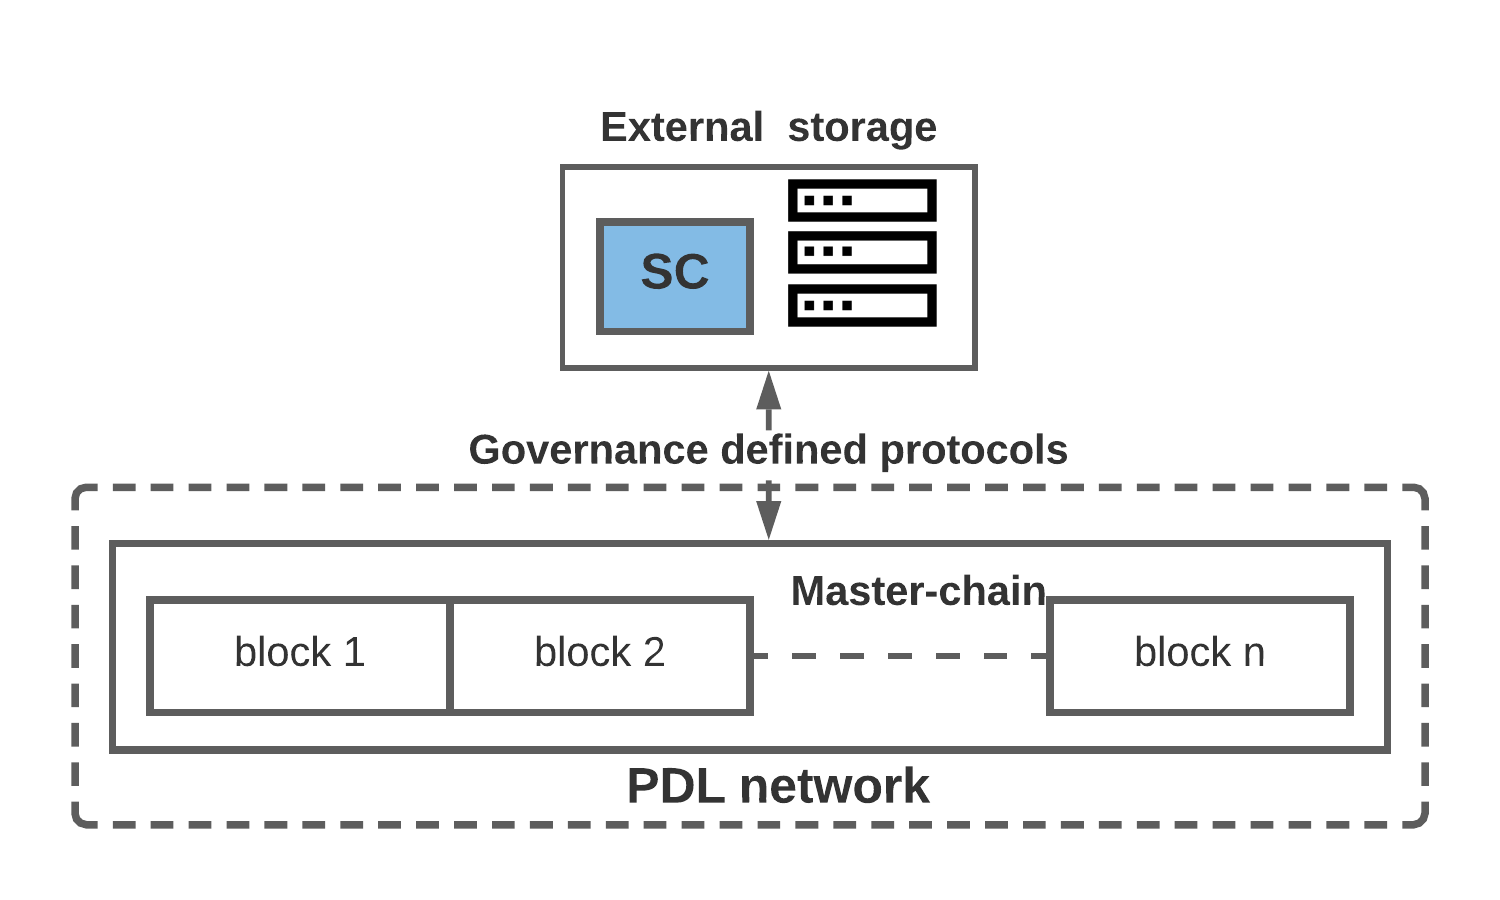 External storage
SC
Governance defined protocols
Master-chain
block 1
block 2
block n
PDL network